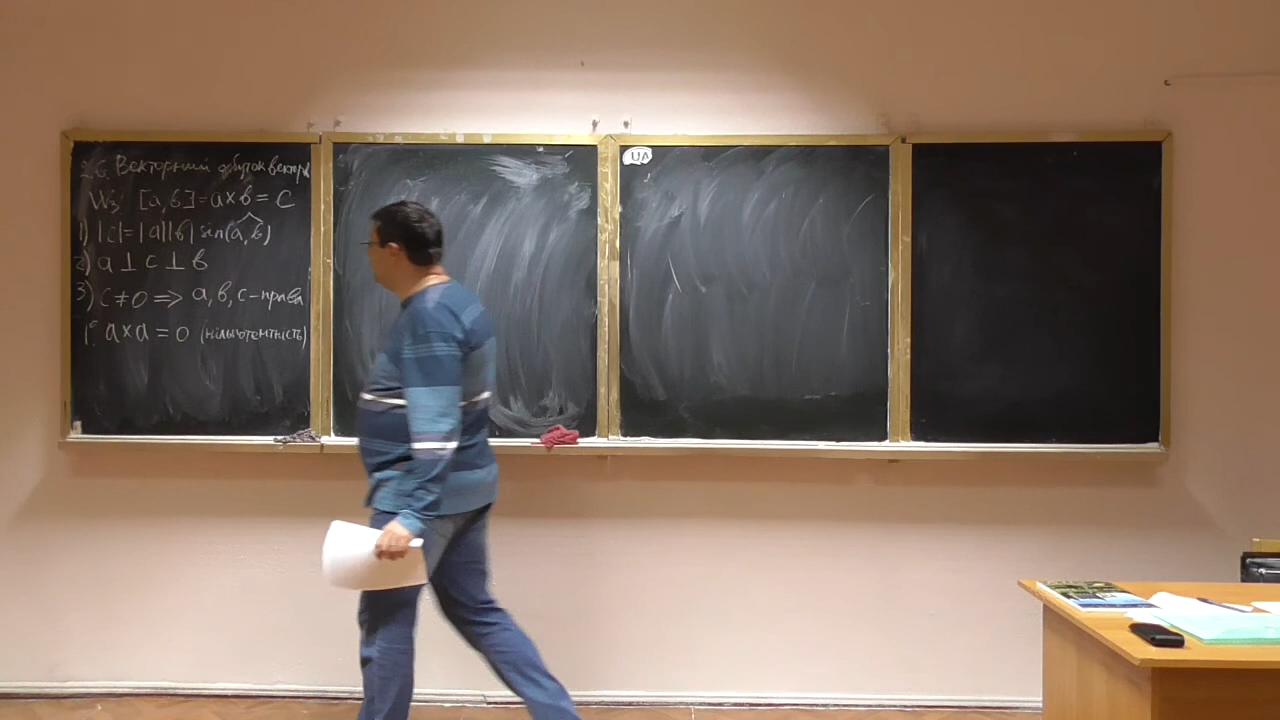 2.6. Векторний добуток векторів
W₃ [a, b] = a × b = c
1) |c| = |a||b| sin(a, b)
2) a ⊥ c ⊥ b
3) c ≠ 0 ⟹ a, b, c - права
1° a × a = 0 (нільпотентність)
UA